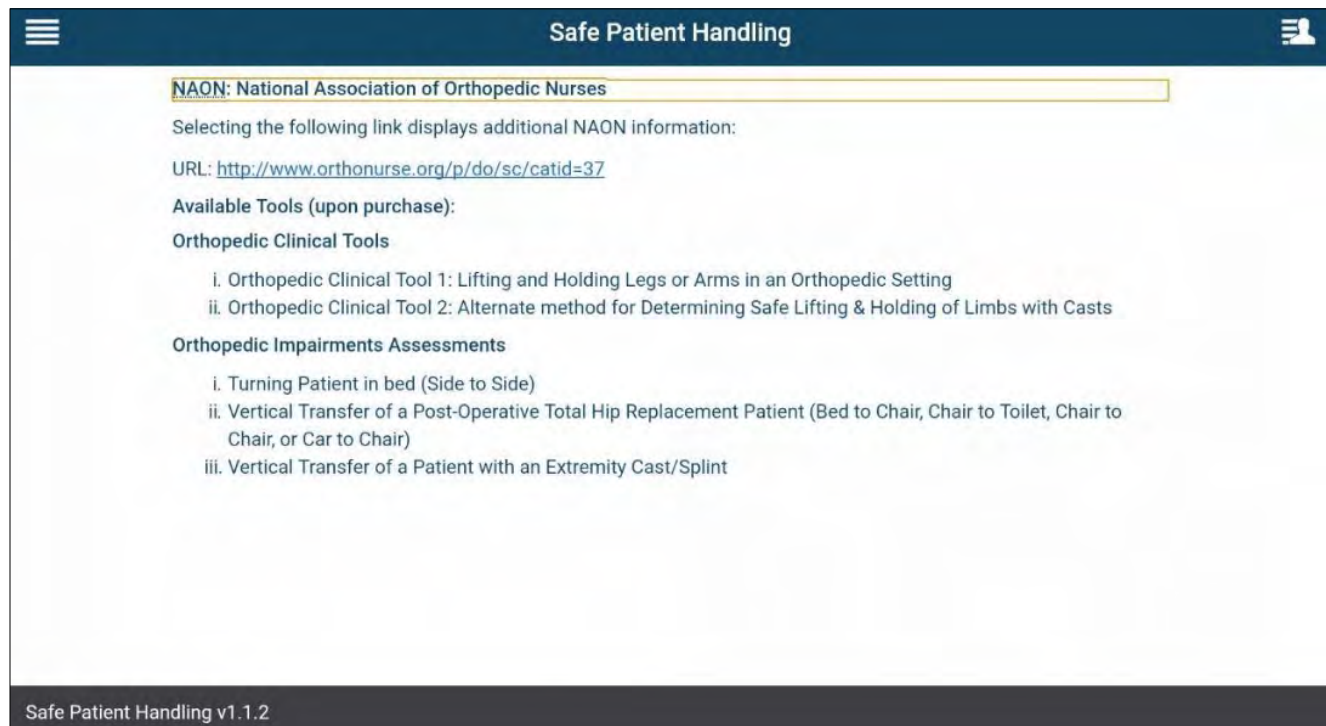 Safe Patient Handling
NAON: National Association of Orthopedic Nurses
Selecting the following link displays additional NAON information:
URL: http://www.orthonurse.org/p/do/sc/catid=37
Available Tools (upon purchase):
Orthopedic Clinical Tools
i. Orthopedic Clinical Tool 1: Lifting and Holding Legs or Arms in an Orthopedic Setting
ii. Orthopedic Clinical Tool 2: Alternate method for Determining Safe Lifting & Holding of Limbs with Casts
Orthopedic Impairments Assessments
i. Turning Patient in bed (Side to Side)
ii. Vertical Transfer of a Post-Operative Total Hip Replacement Patient (Bed to Chair, Chair to Toilet, Chair to
Chair, or Car to Chair)
iii. Vertical Transfer of a Patient with an Extremity Cast/Splint
Safe Patient Handling v1.1.2